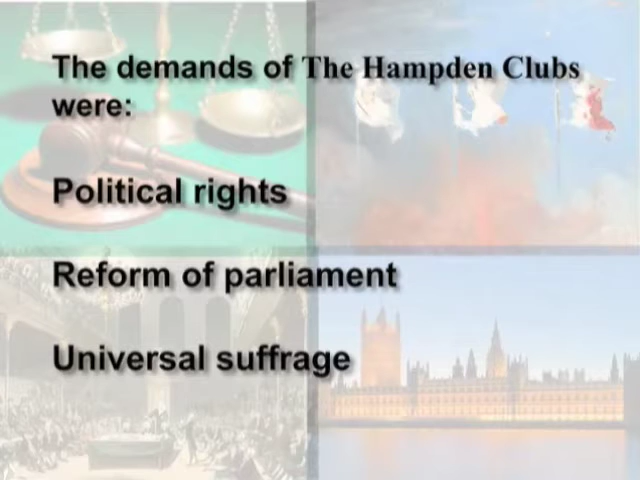 The demands of The Hampden Clubs
were:
Political rights
Reform of parliament
Universal suffrage